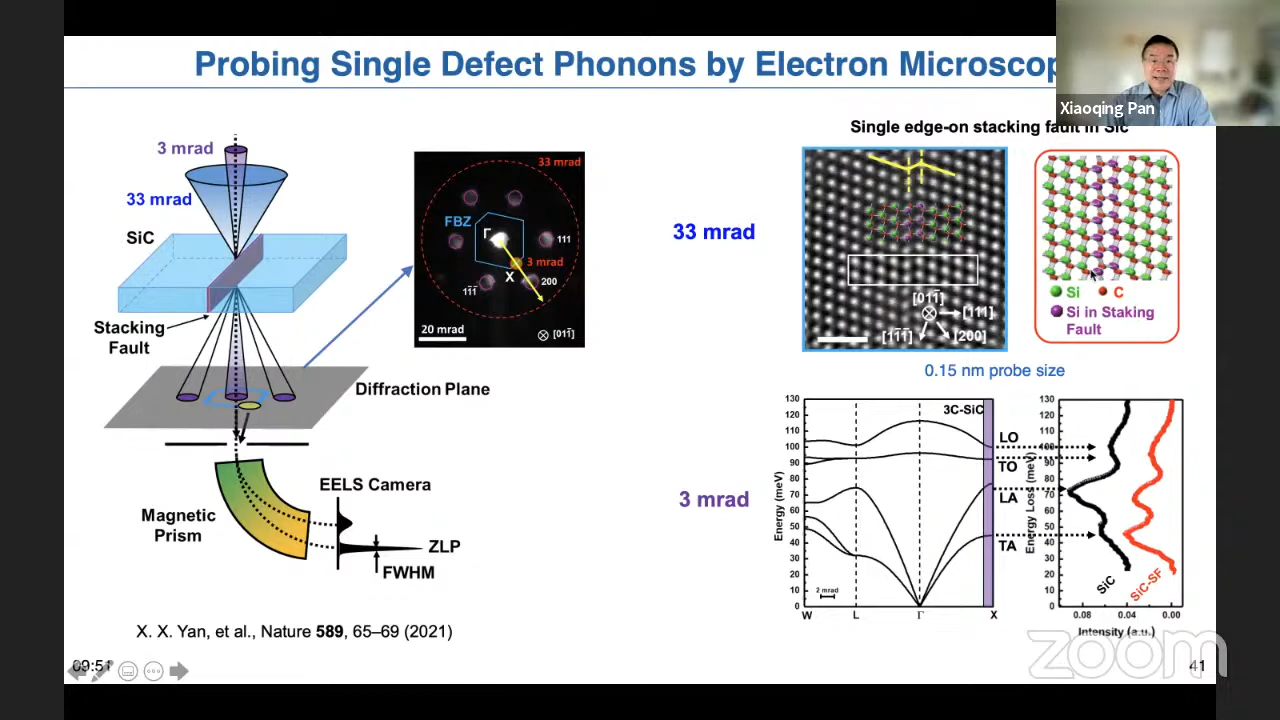 Probing Single Defect Phonons by Electron Microscop
Xiaoqing Pan
3 mrad
33 mrad
SiC
Stacking
Fault
Diffraction Plane
EELS Camera
Magnetic
Prism
ZLP
FWHM
X. X. Yan, et al., Nature 589, 65–69 (2021)
33 mrad
FBZ
Γ
111
3 mrad
X
200
11̅1̅
20 mrad
[011̅]
33 mrad
Single edge-on stacking fault in SiC
[011̅]
[111]
[11̅1̅]
[200]
Si
C
Si in Staking
Fault
0.15 nm probe size
3 mrad
130
120
110
100
90
80
70
60
50
40
30
20
10
0
Energy (meV)
3C-SiC
2 mrad
W
L
Γ
X
LO
TO
LA
TA
130
120
110
100
90
80
70
60
50
40
30
20
10
0
Energy Loss (meV)
SiC
SiC-SF
0.08
0.04
0.00
Intensity (a.u.)
zoom
09:51
41